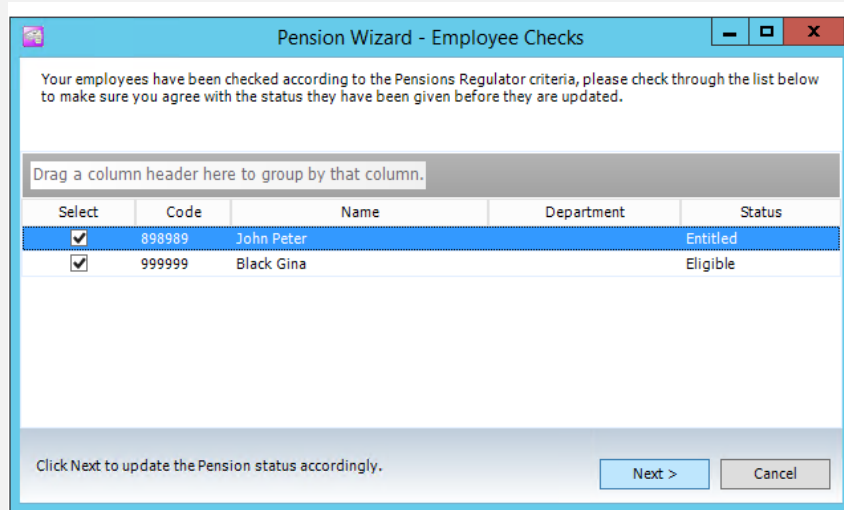 Pension Wizard - Employee Checks
Your employees have been checked according to the Pensions Regulator criteria, please check through the list below
to make sure you agree with the status they have been given before they are updated.
Drag a column header here to group by that column.
Select Code Name Department Status
898989 John Peter Entitled
999999 Black Gina Eligible
Click Next to update the Pension status accordingly.
Next > Cancel